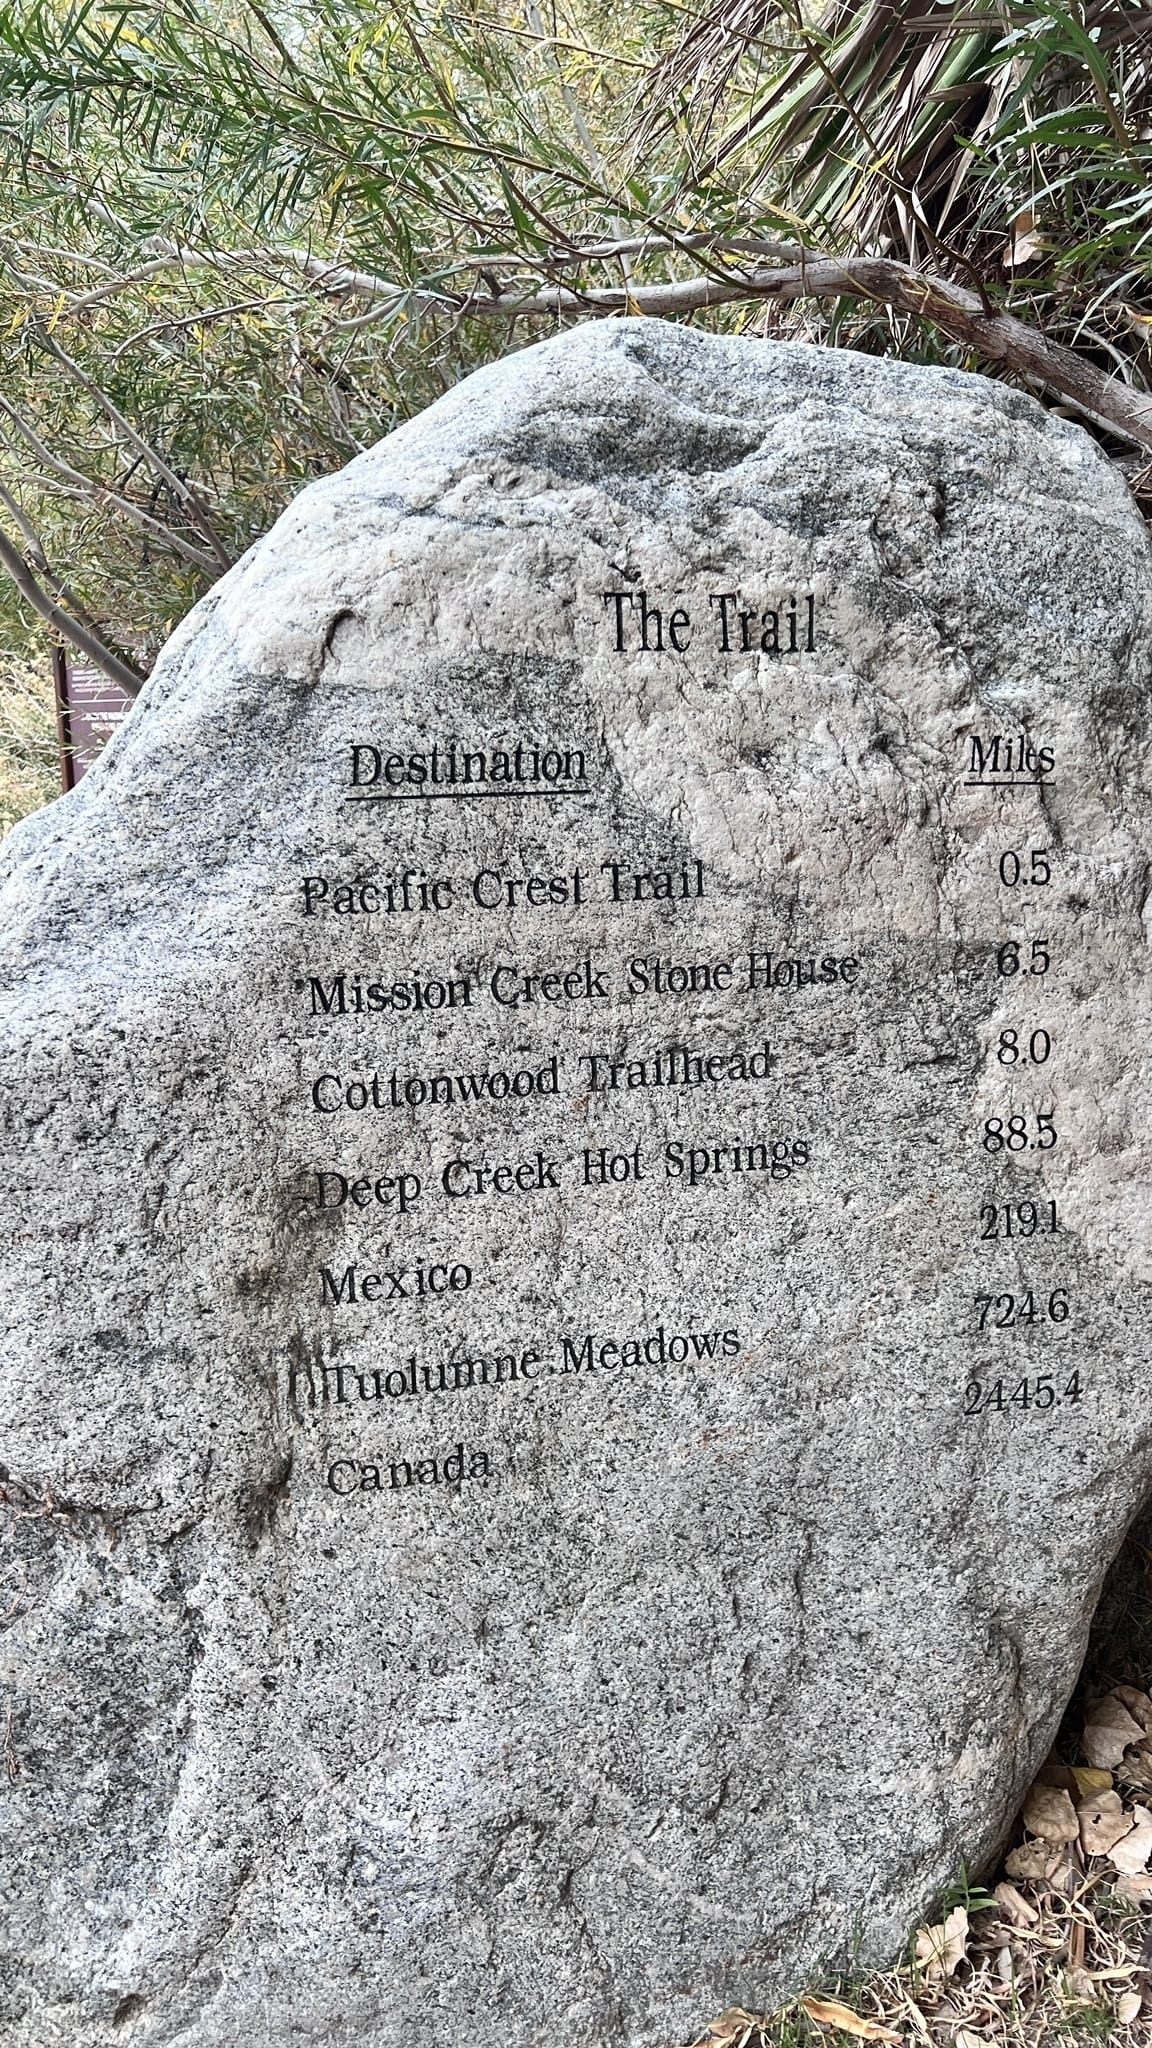 The Trail
Destination Miles
Pacific Crest Trail 0.5
Mission Creek Stone House 6.5
Cottonwood Trailhead 8.0
Deep Creek Hot Springs 88.5
Mexico 219.1
Tuolumne Meadows 724.6
Canada 2445.4